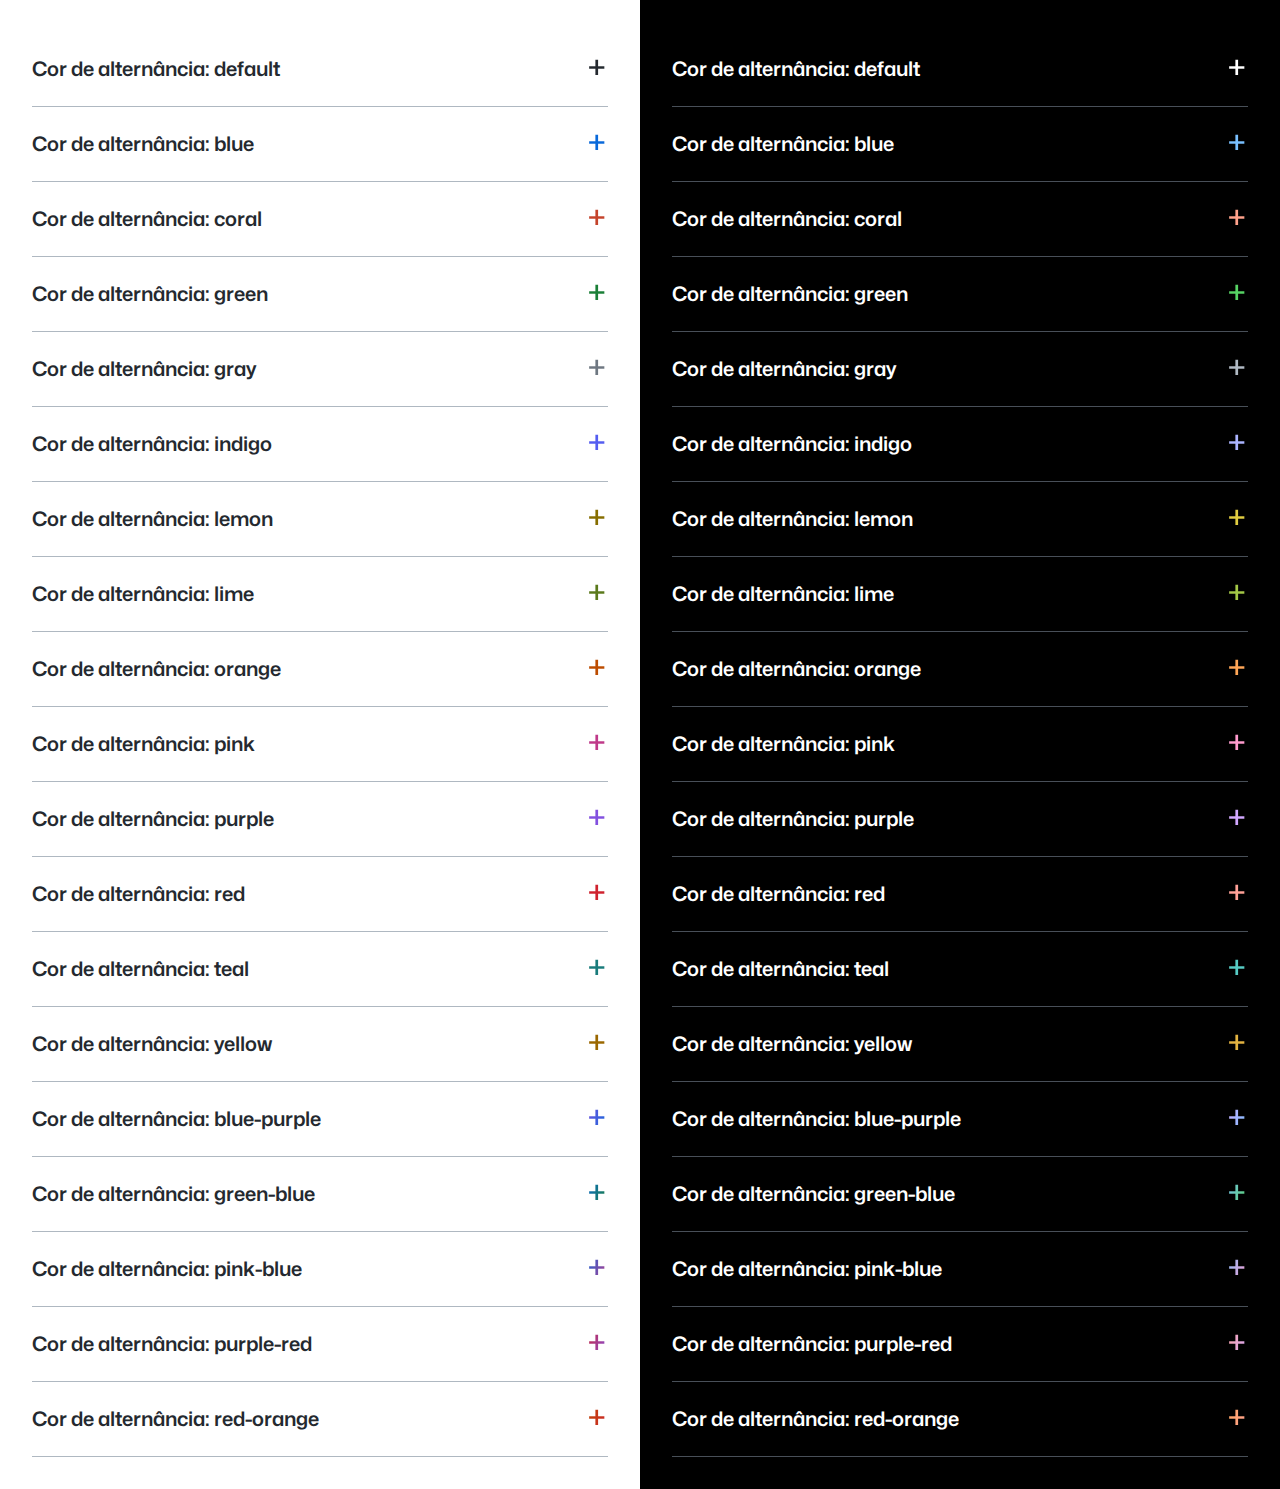 Cor de alternância: default
Cor de alternância: blue
Cor de alternância: coral
Cor de alternância: green
Cor de alternância: gray
Cor de alternância: indigo
Cor de alternância: lemon
Cor de alternância: lime
Cor de alternância: orange
Cor de alternância: pink
Cor de alternância: purple
Cor de alternância: red
Cor de alternância: teal
Cor de alternância: yellow
Cor de alternância: blue-purple
Cor de alternância: green-blue
Cor de alternância: pink-blue
Cor de alternância: purple-red
Cor de alternância: red-orange
Cor de alternância: default
Cor de alternância: blue
Cor de alternância: coral
Cor de alternância: green
Cor de alternância: gray
Cor de alternância: indigo
Cor de alternância: lemon
Cor de alternância: lime
Cor de alternância: orange
Cor de alternância: pink
Cor de alternância: purple
Cor de alternância: red
Cor de alternância: teal
Cor de alternância: yellow
Cor de alternância: blue-purple
Cor de alternância: green-blue
Cor de alternância: pink-blue
Cor de alternância: purple-red
Cor de alternância: red-orange